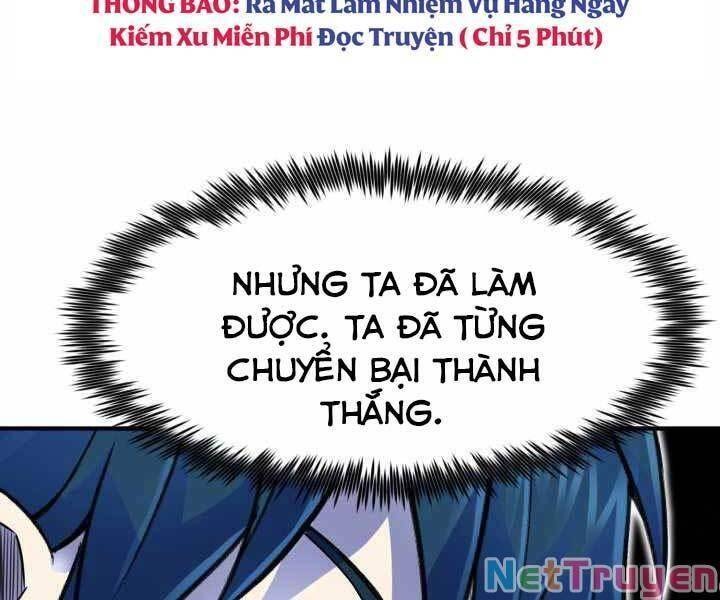 THÔNG BÁO: Ra Mắt Làm Nhiệm Vụ Hàng Ngày
Kiếm Xu Miễn Phí Đọc Truyện ( Chỉ 5 Phút)
NHƯNG TA ĐÃ LÀM
ĐƯỢC. TA ĐÃ TỪNG
CHUYỂN BẠI THÀNH
THẮNG.
NetTruyen